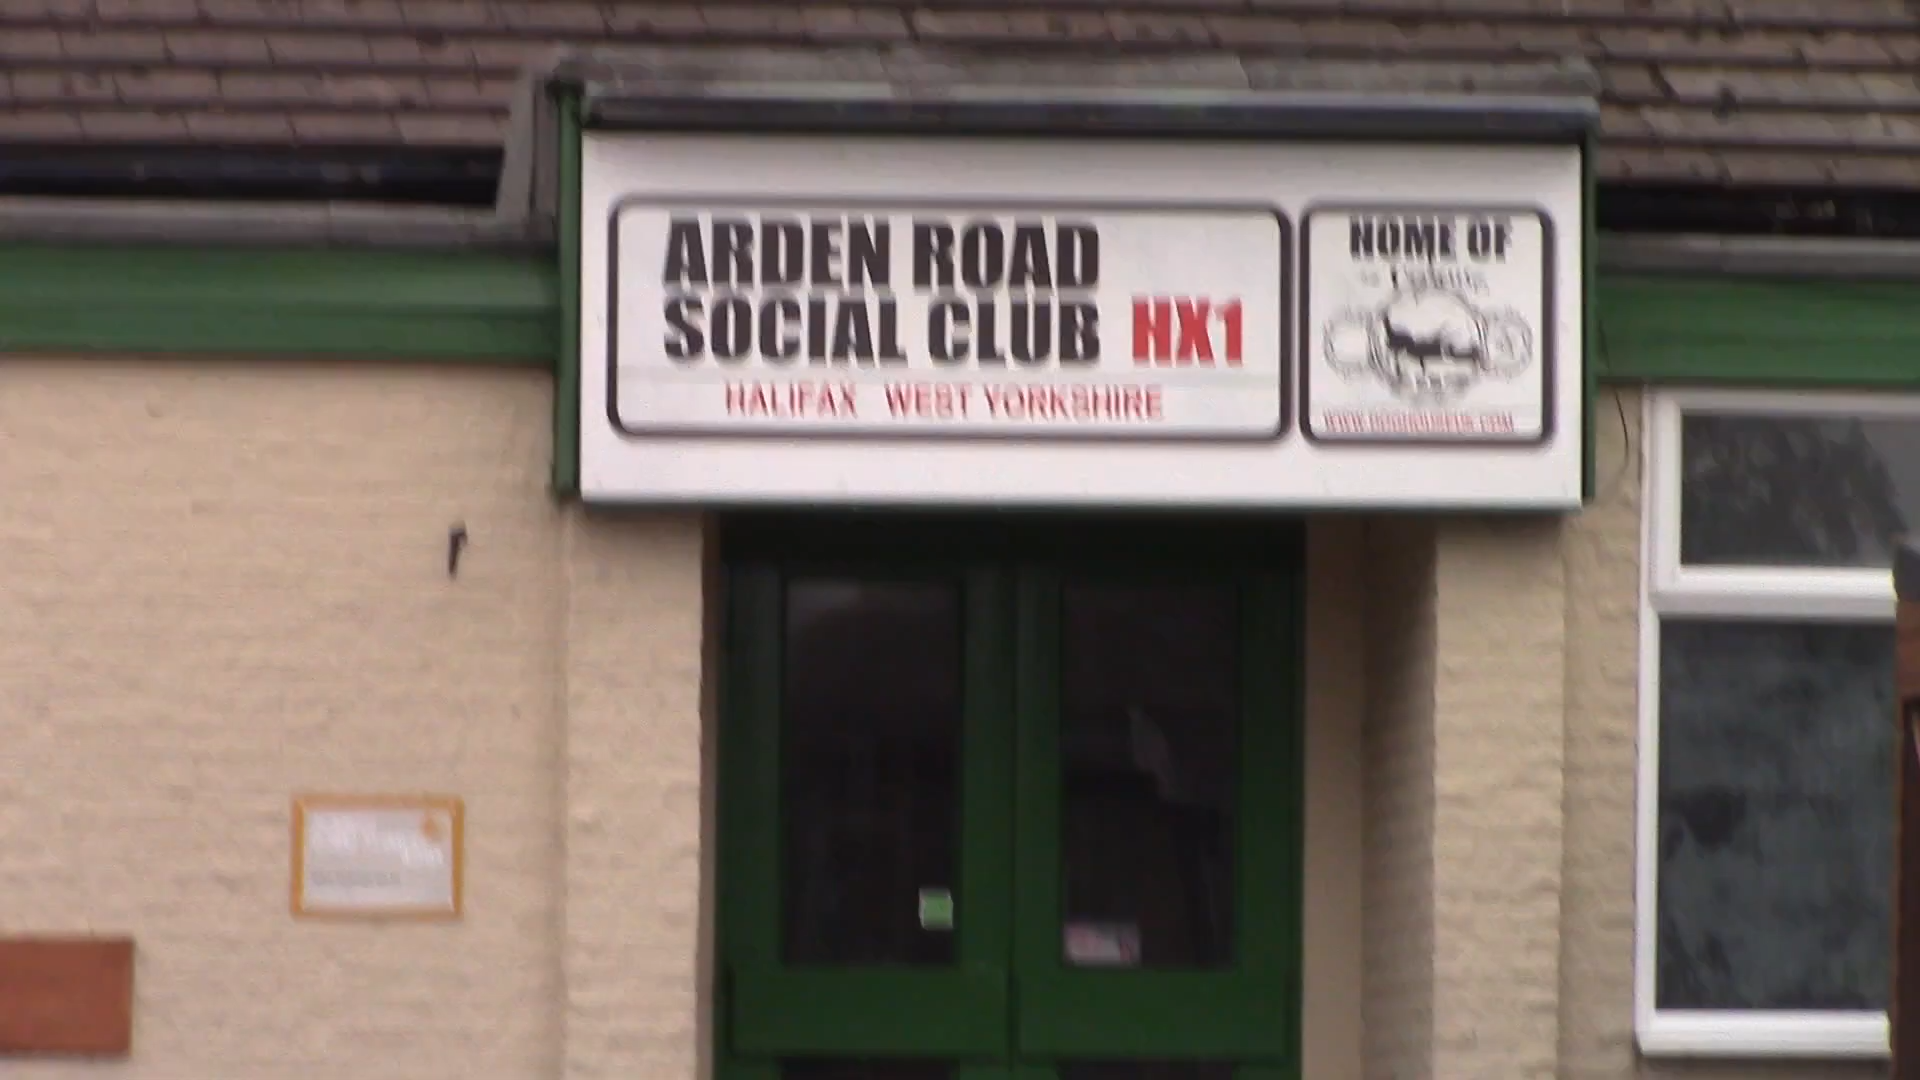 ARDEN ROAD
SOCIAL CLUB HX1
HALIFAX WEST YORKSHIRE
HOME OF